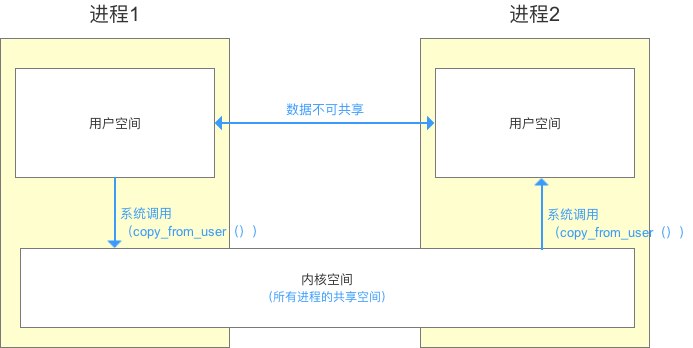 进程1
进程2
数据不可共享
用户空间
用户空间
系统调用
（copy_from_user（））
系统调用
（copy_from_user（））
内核空间
（所有进程的共享空间）